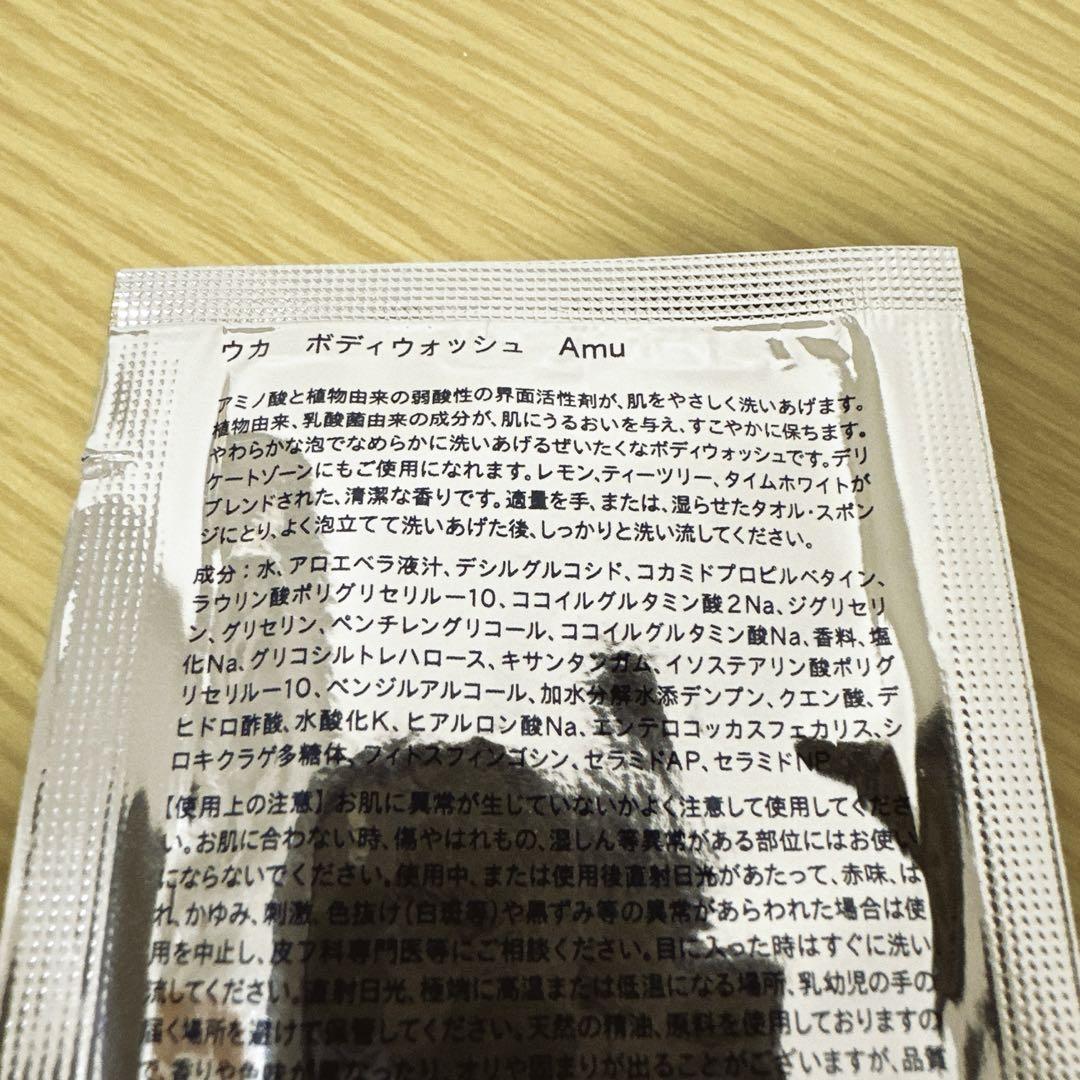 ウカ ボディウォッシュ Amu
アミノ酸と植物由来の弱酸性の界面活性剤が、肌をやさしく洗いあげます。
植物由来、乳酸菌由来の成分が、肌にうるおいを与え、すこやかに保ちます。
やわらかな泡でなめらかに洗いあげるぜいたくなボディウォッシュです。デリ
ケートゾーンにもご使用になれます。レモン、ティーツリー、タイムホワイトが
ブレンドされた、清潔な香りです。適量を手、または、湿らせたタオル・スポン
ジにとり、よく泡立てて洗いあげた後、しっかりと洗い流してください。
成分：水、アロエベラ液汁、デシルグルコシド、コカミドプロピルベタイン、
ラウリン酸ポリグリセリル－10、ココイルグルタミン酸2Na、ジグリセリ
ン、グリセリン、ペンチレングリコール、ココイルグルタミン酸Na、香料、塩
化Na、グリコシルトレハロース、キサンタンガム、イソステアリン酸ポリグ
リセリル－10、ベンジルアルコール、加水分解水添デンプン、クエン酸、デ
ヒドロ酢酸、水酸化K、ヒアルロン酸Na、エンテロコッカスフェカリス、シ
ロキクラゲ多糖体、フィトスフィンゴシン、セラミドAP、セラミドNP
【使用上の注意】お肌に異常が生じていないかよく注意して使用してくださ
い。お肌に合わない時、傷やはれもの、湿しん等異常がある部位にはお使い
にならないでください。使用中、または使用後直射日光があたって、赤味、は
れ、かゆみ、刺激、色抜け（白斑等）や黒ずみ等の異常があらわれた場合は使
用を中止し、皮フ科専門医等にご相談ください。目に入った時はすぐに洗い
流してください。直射日光、極端に高温または低温になる場所、乳幼児の手の
届く場所を避けて保管してください。天然の精油、原料を使用しておりますの
で、香りや色味が異なったり、オリや固まりが出ることがございますが、品質